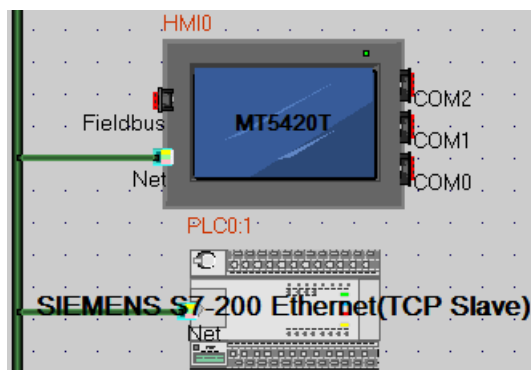 HMI0
COM2
Fieldbus
MT5420T
COM1
Net
COM0
PLC0:1
SIEMENS S7-200 Ethernet(TCP Slave)
Net